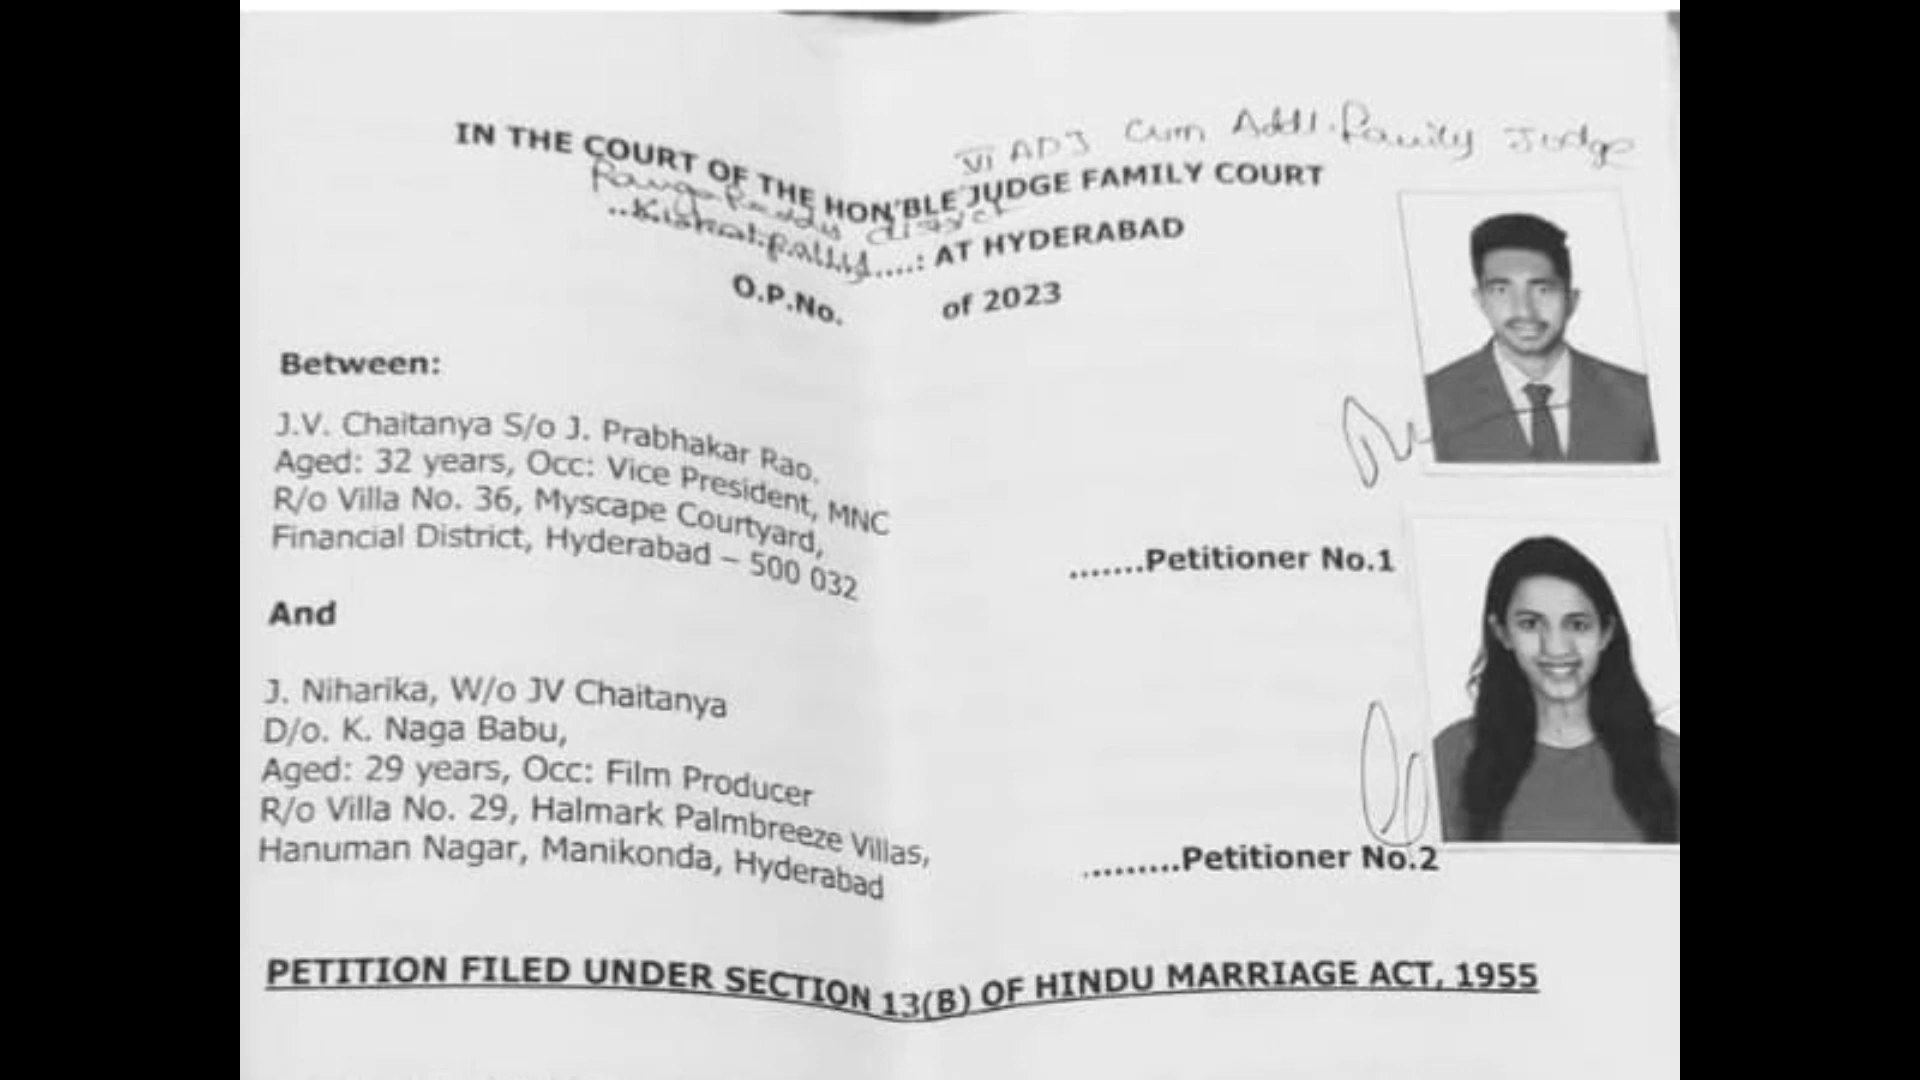 VI ADJ Cum Addl. Family Judge
IN THE COURT OF THE HON'BLE JUDGE FAMILY COURT
Ranga Reddy district
: AT HYDERABAD
O.P.No. of 2023
Between:
J.V. Chaitanya S/o J. Prabhakar Rao.
Aged: 32 years, Occ: Vice President, MNC
R/o Villa No. 36, Myscape Courtyard,
Financial District, Hyderabad – 500 032
.......Petitioner No.1
And
J. Niharika, W/o JV Chaitanya
D/o. K. Naga Babu,
Aged: 29 years, Occ: Film Producer
R/o Villa No. 29, Halmark Palmbreeze Villas,
Hanuman Nagar, Manikonda, Hyderabad
.........Petitioner No.2
PETITION FILED UNDER SECTION 13(B) OF HINDU MARRIAGE ACT, 1955